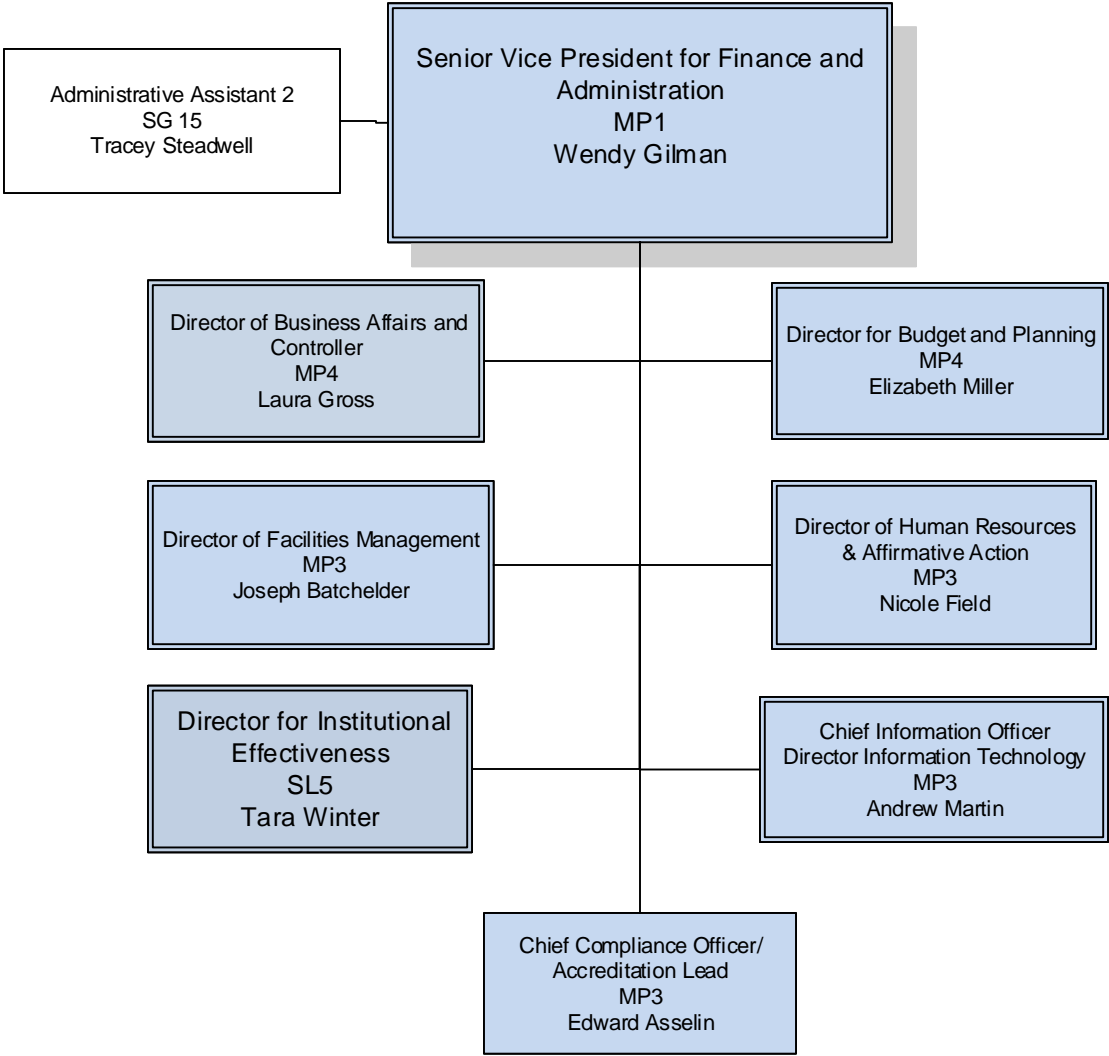 Senior Vice President for Finance and
Administration
MP1
Wendy Gilman
Administrative Assistant 2
SG 15
Tracey Steadwell
Director of Business Affairs and
Controller
MP4
Laura Gross
Director for Budget and Planning
MP4
Elizabeth Miller
Director of Facilities Management
MP3
Joseph Batchelder
Director of Human Resources
& Affirmative Action
MP3
Nicole Field
Director for Institutional
Effectiveness
SL5
Tara Winter
Chief Information Officer
Director Information Technology
MP3
Andrew Martin
Chief Compliance Officer/
Accreditation Lead
MP3
Edward Asselin